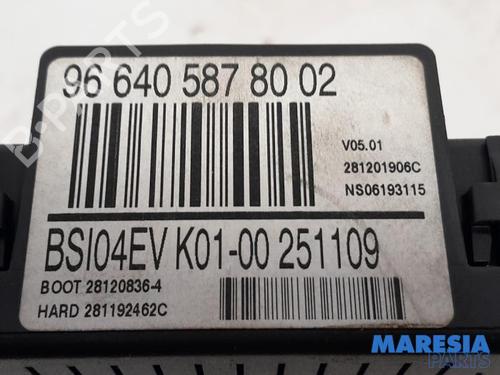 96 640 587 80 02
V05.01
281201906C
NS06193115
BSI04EV K01-00 251109
BOOT 28120836-4
HARD 281192462C
MARESIA
PARTS